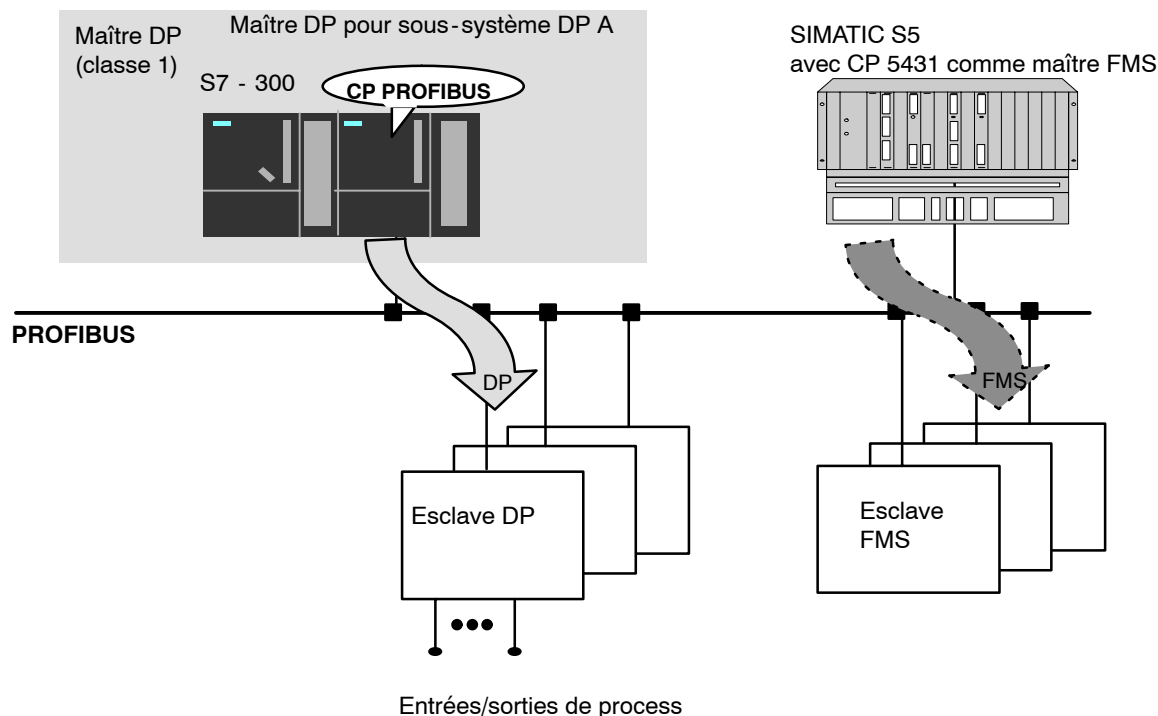 Maître DP pour sous-système DP A
Maître DP
(classe 1)
S7 - 300
CP PROFIBUS
SIMATIC S5
avec CP 5431 comme maître FMS
PROFIBUS
DP
FMS
Esclave DP
Esclave
FMS
Entrées/sorties de process